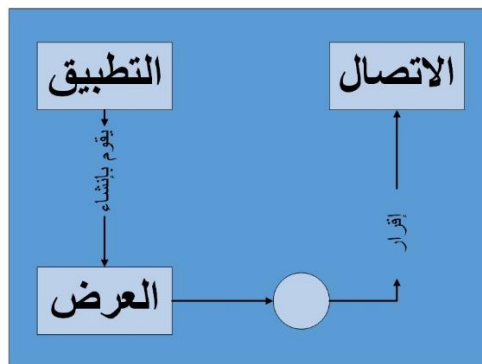 التطبيق
الاتصال
يقوم بإنشاء
إقرار
العرض